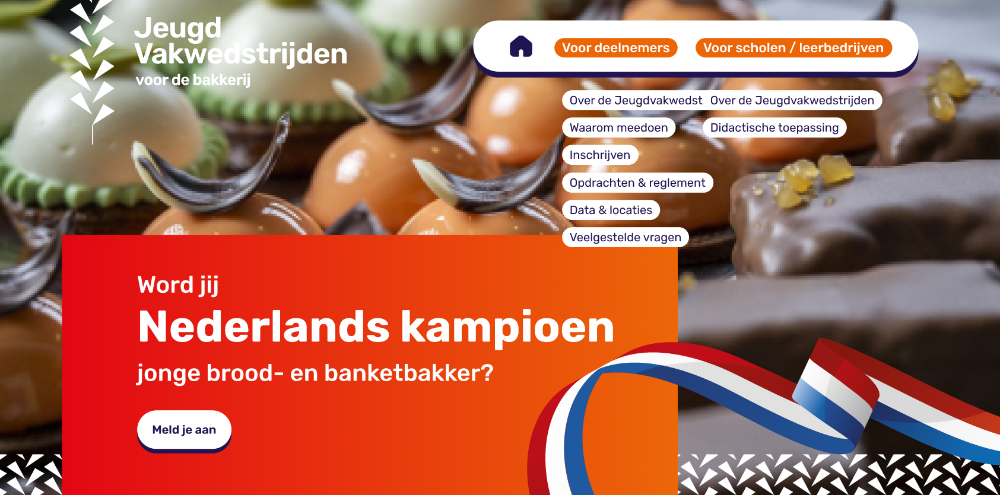 Jeugd
Vakwedstrijden
voor de bakkerij
Voor deelnemers
Voor scholen / leerbedrijven
Over de Jeugdvakwedst
Waarom meedoen
Inschrijven
Opdrachten & reglement
Data & locaties
Veelgestelde vragen
Over de Jeugdvakwedstrijden
Didactische toepassing
Word jij
Nederlands kampioen
jonge brood- en banketbakker?
Meld je aan